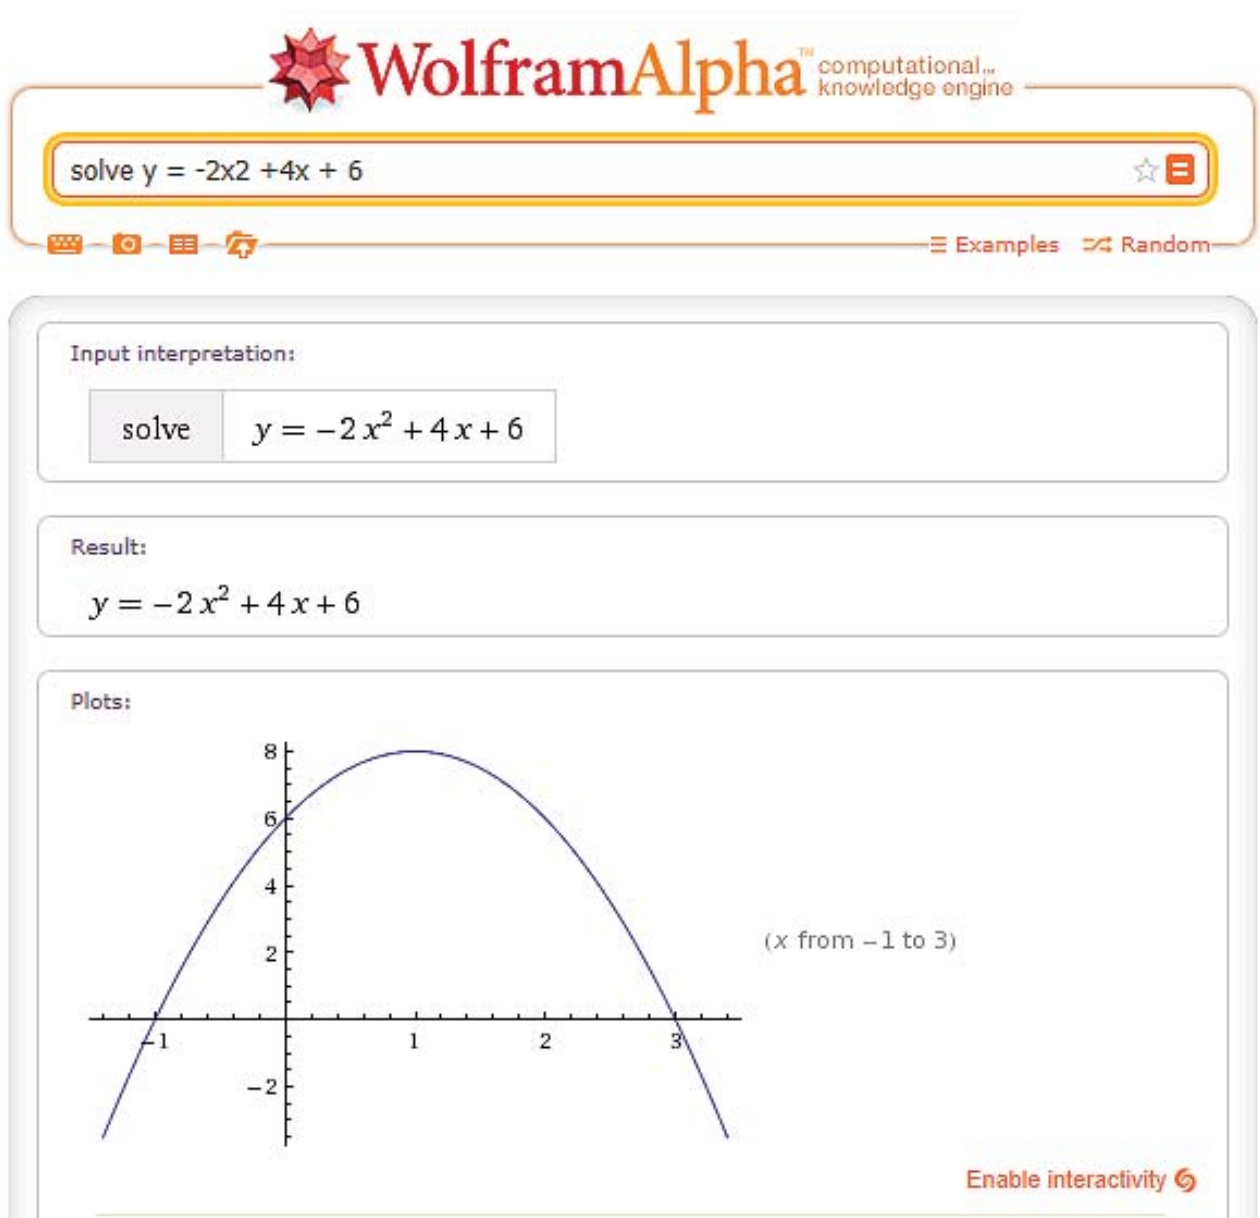 WolframAlpha™ computational...
knowledge engine
solve y = -2x2 +4x + 6
Examples Random
Input interpretation:
solve y = −2 x² + 4 x + 6
Result:
y = −2 x² + 4 x + 6
Plots:
8
6
4
2
(x from −1 to 3)
−1 1 2 3
−2
Enable interactivity